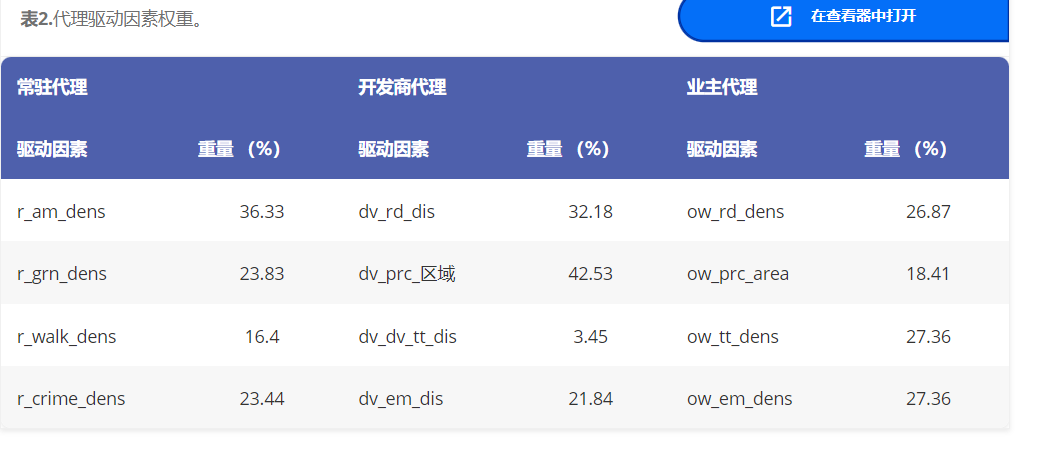 表2.代理驱动因素权重。
在查看器中打开
常驻代理 开发商代理 业主代理
驱动因素 重量 （%） 驱动因素 重量 （%） 驱动因素 重量 （%）
r_am_dens 36.33 dv_rd_dis 32.18 ow_rd_dens 26.87
r_grn_dens 23.83 dv_prc_区域 42.53 ow_prc_area 18.41
r_walk_dens 16.4 dv_dv_tt_dis 3.45 ow_tt_dens 27.36
r_crime_dens 23.44 dv_em_dis 21.84 ow_em_dens 27.36